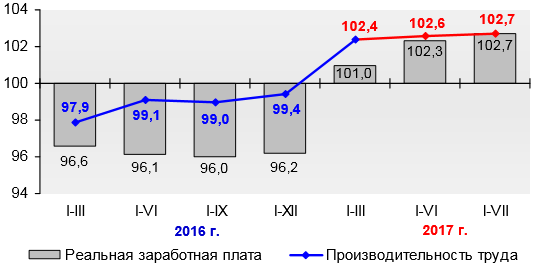 104
102,4
102,6
102,7
102
101,0
102,3
102,7
100
97,9
99,1
99,0
99,4
98
96,6
96,1
96,0
96,2
96
94
I-III
I-VI
I-IX
I-XII
I-III
I-VI
I-VII
2016 г.
2017 г.
Реальная заработная плата
Производительность труда